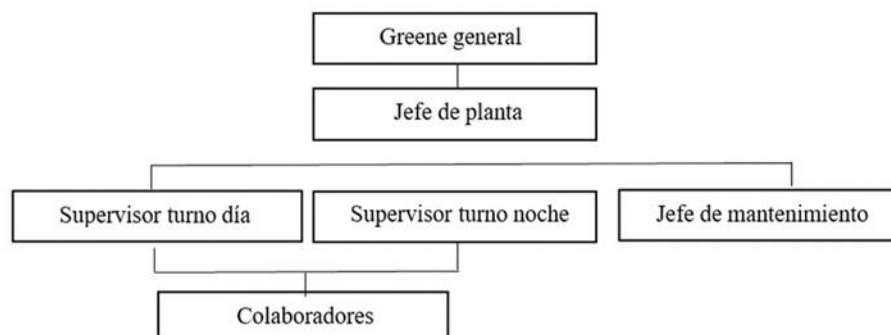 Greene general
Jefe de planta
Supervisor turno día
Supervisor turno noche
Jefe de mantenimiento
Colaboradores